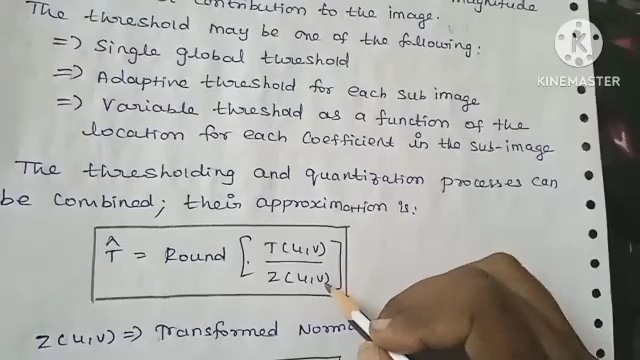 contribution to the image. magnitude
The threshold may be one of the following:
=) Single global threshold
=) Adaptive threshold for each sub image
=) Variable threshold as a function of the
location for each coefficient in the sub-image
The thresholding and quantization processes can
be combined; their approximation is:
T̂ = Round [ T(u,v) / Z(u,v) ]
Z(u,v) => Transformed Norma
KINEMASTER